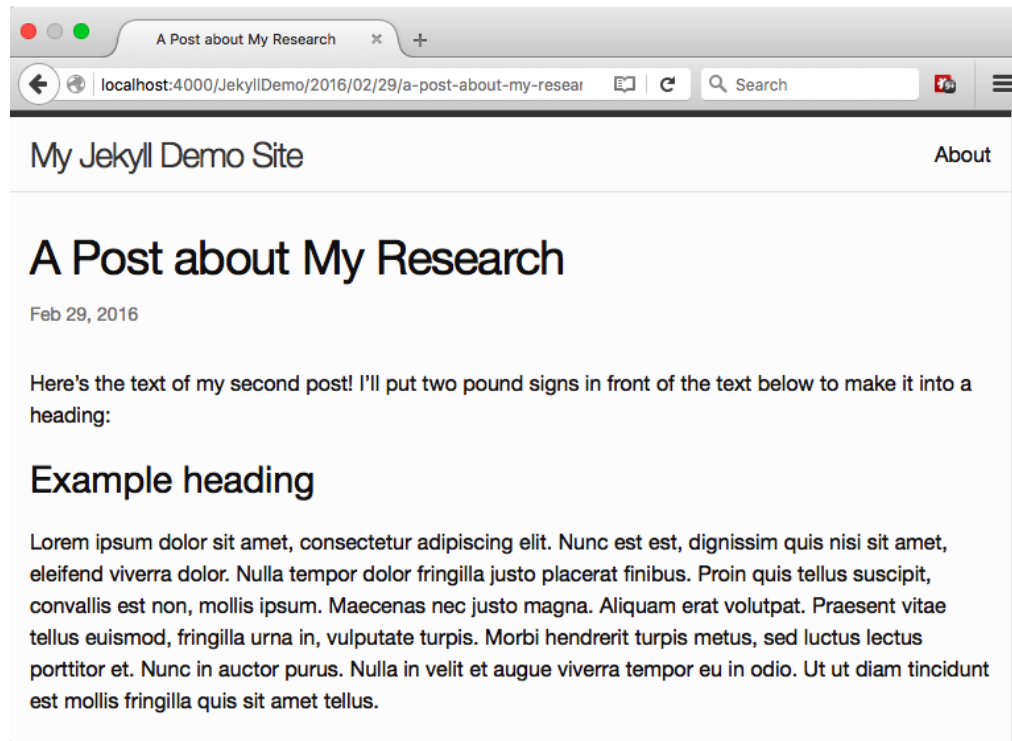 A Post about My Research
localhost:4000/JekyllDemo/2016/02/29/a-post-about-my-resear
Search
My Jekyll Demo Site
About
A Post about My Research
Feb 29, 2016
Here’s the text of my second post! I’ll put two pound signs in front of the text below to make it into a
heading:
Example heading
Lorem ipsum dolor sit amet, consectetur adipiscing elit. Nunc est est, dignissim quis nisi sit amet,
eleifend viverra dolor. Nulla tempor dolor fringilla justo placerat finibus. Proin quis tellus suscipit,
convallis est non, mollis ipsum. Maecenas nec justo magna. Aliquam erat volutpat. Praesent vitae
tellus euismod, fringilla urna in, vulputate turpis. Morbi hendrerit turpis metus, sed luctus lectus
porttitor et. Nunc in auctor purus. Nulla in velit et augue viverra tempor eu in odio. Ut ut diam tincidunt
est mollis fringilla quis sit amet tellus.